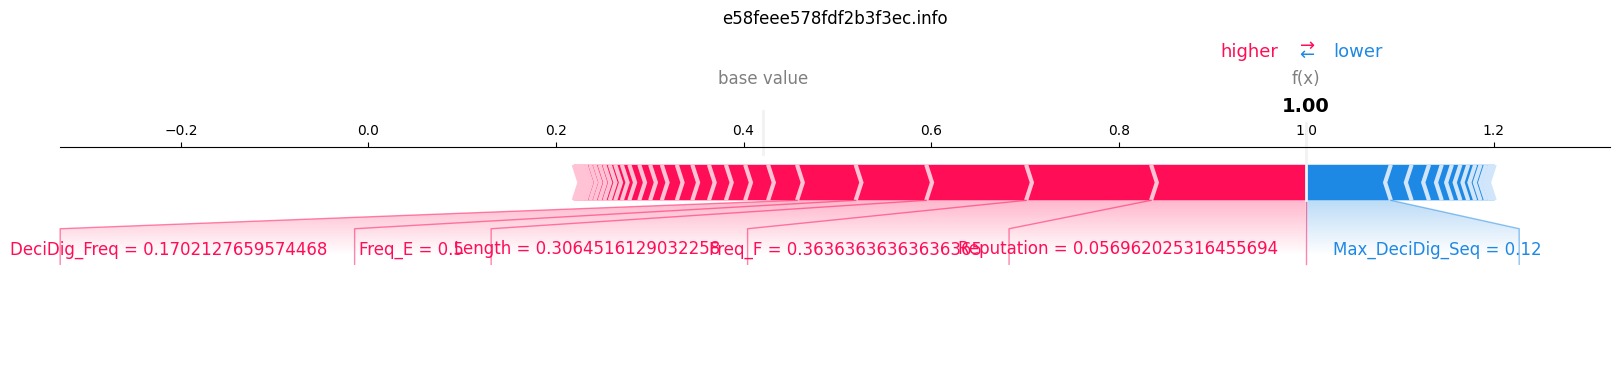 e58feee578fdf2b3f3ec.info
higher ⇄ lower
base value f(x)
1.00
−0.2 0.0 0.2 0.4 0.6 0.8 1.0 1.2
DeciDig_Freq = 0.1702127659574468 Freq_E = 0.5 Length = 0.3064516129032258 Freq_F = 0.36363636363636365 Reputation = 0.056962025316455694 Max_DeciDig_Seq = 0.12